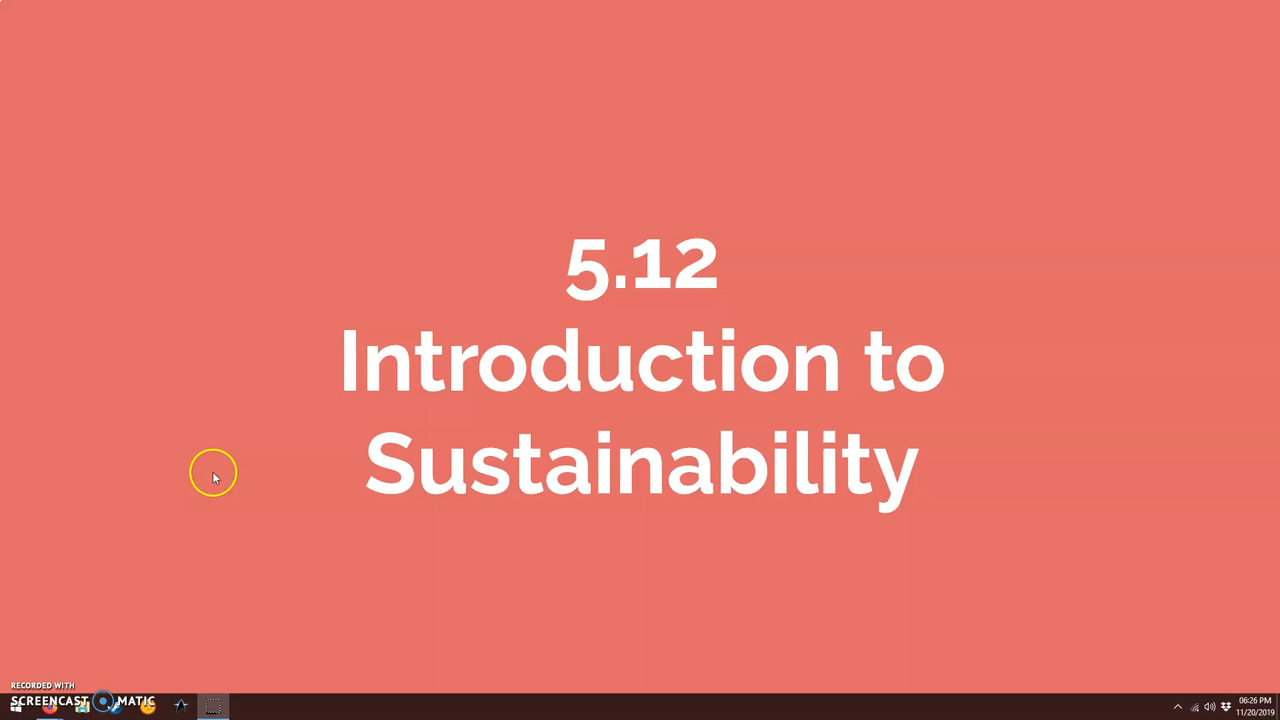 5.12
Introduction to
Sustainability
RECORDED WITH
SCREENCAST MATIC
06:26 PM
11/20/2019